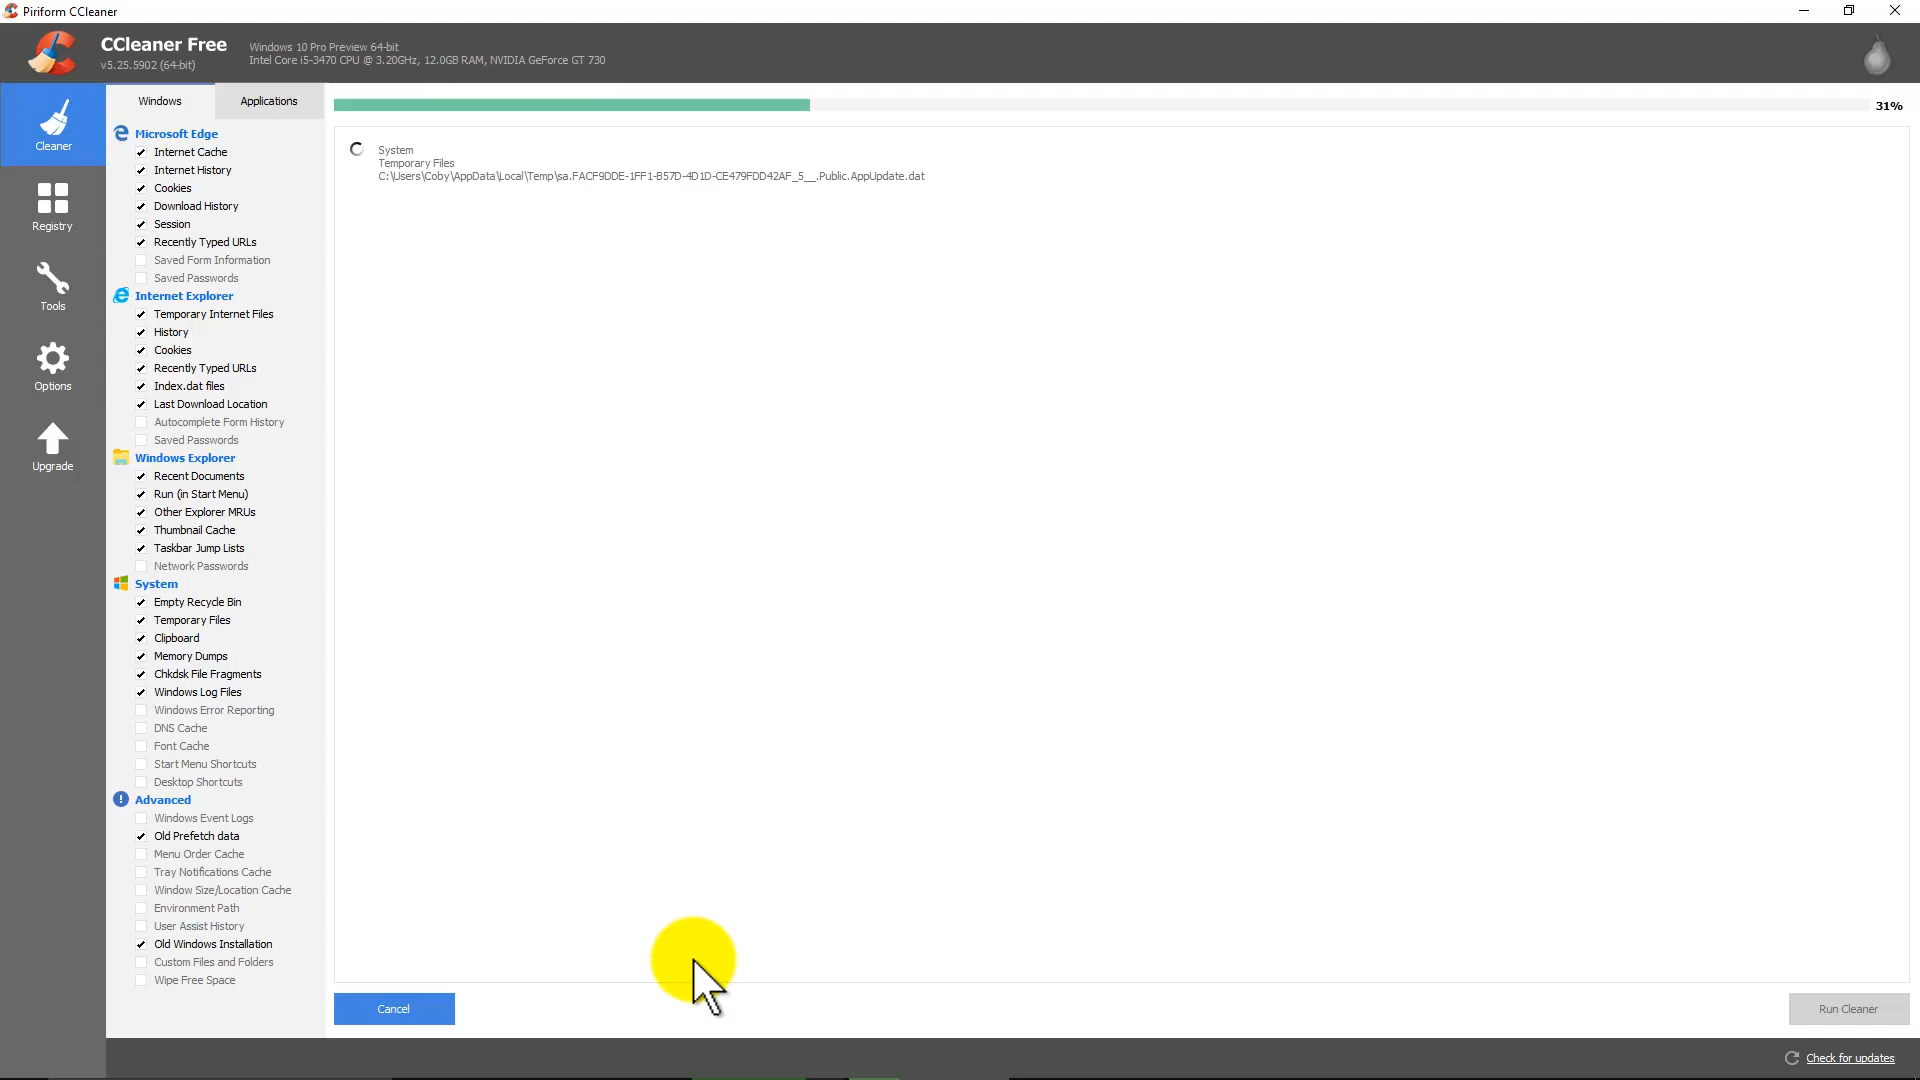 Piriform CCleaner
CCleaner Free
v5.25.5902 (64-bit)
Windows 10 Pro Preview 64-bit
Intel Core i5-3470 CPU @ 3.20GHz, 12.0GB RAM, NVIDIA GeForce GT 730
Cleaner
Registry
Tools
Options
Upgrade
Windows
Applications
Microsoft Edge
Internet Cache
Internet History
Cookies
Download History
Session
Recently Typed URLs
Saved Form Information
Saved Passwords
Internet Explorer
Temporary Internet Files
History
Cookies
Recently Typed URLs
Index.dat files
Last Download Location
Autocomplete Form History
Saved Passwords
Windows Explorer
Recent Documents
Run (in Start Menu)
Other Explorer MRUs
Thumbnail Cache
Taskbar Jump Lists
Network Passwords
System
Empty Recycle Bin
Temporary Files
Clipboard
Memory Dumps
Chkdsk File Fragments
Windows Log Files
Windows Error Reporting
DNS Cache
Font Cache
Start Menu Shortcuts
Desktop Shortcuts
Advanced
Windows Event Logs
Old Prefetch data
Menu Order Cache
Tray Notifications Cache
Window Size/Location Cache
Environment Path
User Assist History
Old Windows Installation
Custom Files and Folders
Wipe Free Space
31%
System
Temporary Files
C:\Users\Coby\AppData\Local\Temp\sa.FACF9DDE-1FF1-B57D-4D1D-CE479FDD42AF_5__.Public.AppUpdate.dat
Cancel
Run Cleaner
Check for updates